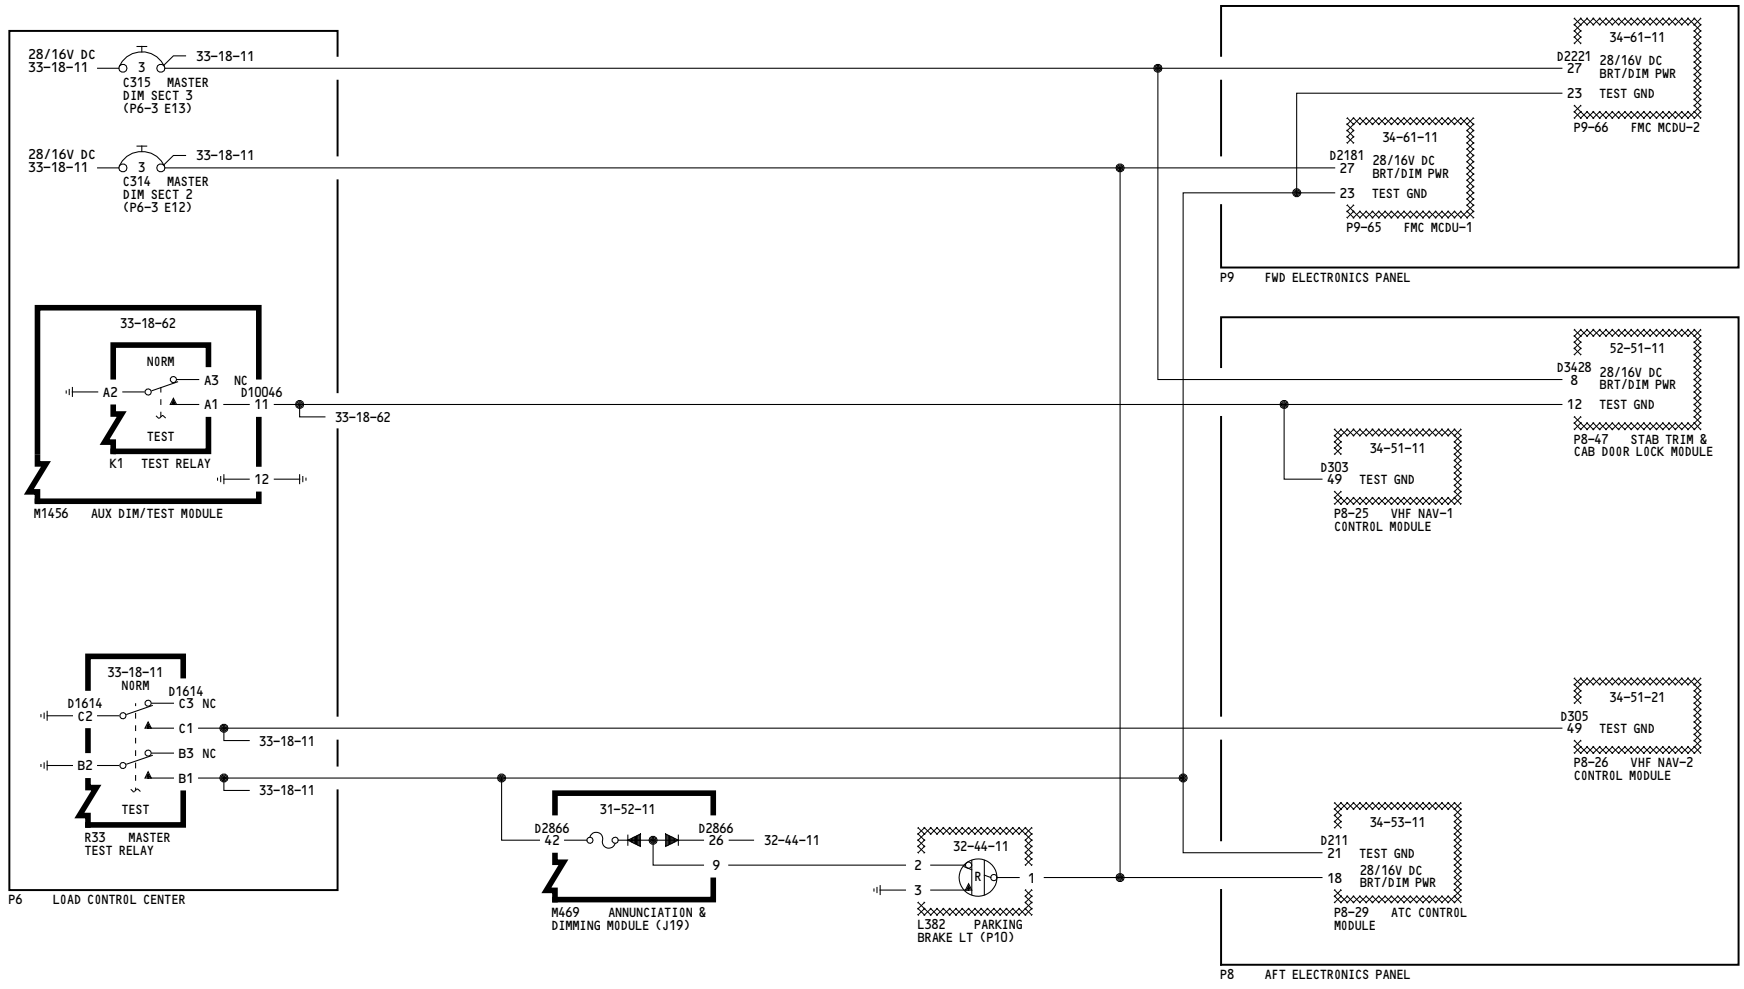 28/16V DC
33-18-11
3
33-18-11
C315 MASTER
DIM SECT 3
(P6-3 E13)
28/16V DC
33-18-11
3
33-18-11
C314 MASTER
DIM SECT 2
(P6-3 E12)
33-18-62
NORM
A3 NC
A2
D10046
A1
11
33-18-62
TEST
K1 TEST RELAY
12
M1456 AUX DIM/TEST MODULE
33-18-11
NORM
D1614
D1614
C3 NC
C2
C1
33-18-11
B3 NC
B2
B1
33-18-11
TEST
R33 MASTER
TEST RELAY
P6 LOAD CONTROL CENTER
31-52-11
D2866
42
D2866
26
32-44-11
9
M469 ANNUNCIATION &
DIMMING MODULE (J19)
32-44-11
2
R
1
3
L382 PARKING
BRAKE LT (P10)
34-61-11
D2221
27
28/16V DC
BRT/DIM PWR
23 TEST GND
P9-66 FMC MCDU-2
34-61-11
D2181
27
28/16V DC
BRT/DIM PWR
23 TEST GND
P9-65 FMC MCDU-1
P9 FWD ELECTRONICS PANEL
52-51-11
D3428
8
28/16V DC
BRT/DIM PWR
12 TEST GND
P8-47 STAB TRIM &
CAB DOOR LOCK MODULE
34-51-11
D303
49 TEST GND
P8-25 VHF NAV-1
CONTROL MODULE
34-51-21
D305
49 TEST GND
P8-26 VHF NAV-2
CONTROL MODULE
34-53-11
D211
21 TEST GND
18
28/16V DC
BRT/DIM PWR
P8-29 ATC CONTROL
MODULE
P8 AFT ELECTRONICS PANEL